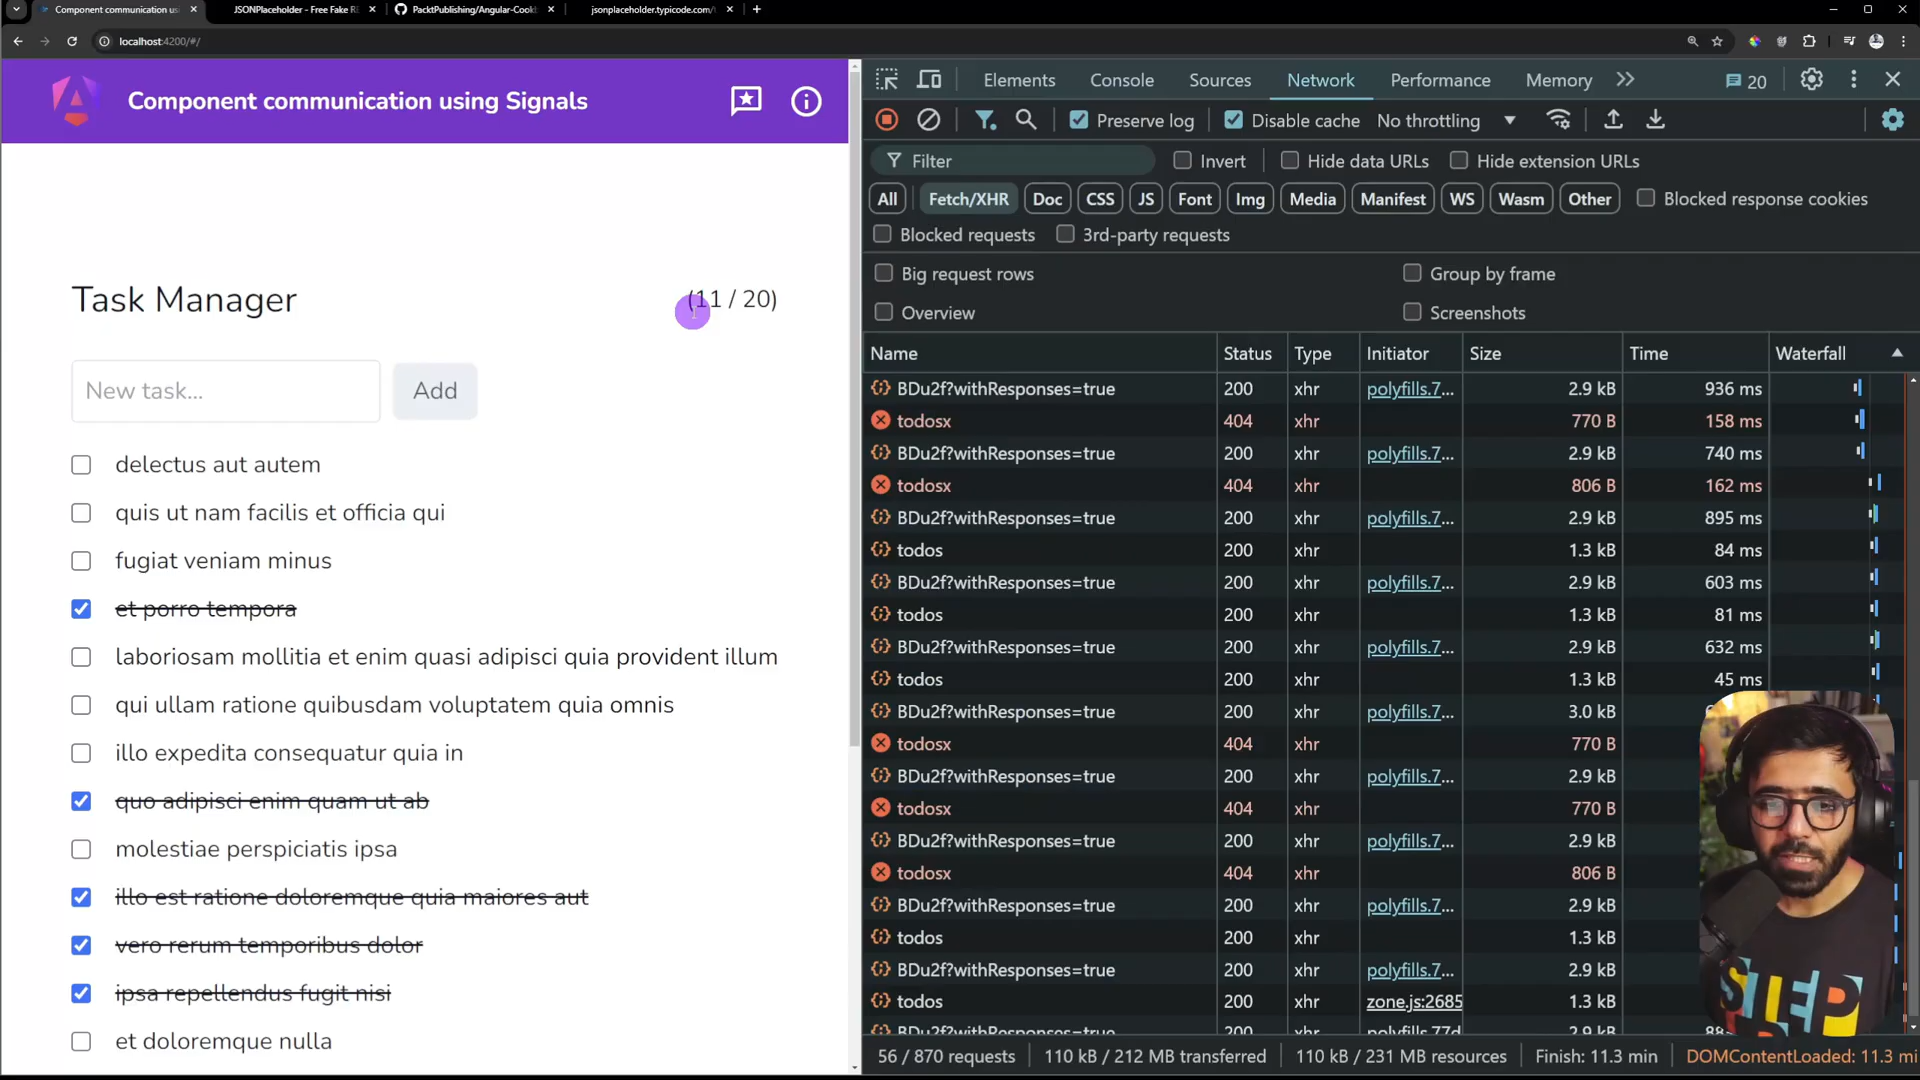 Component communication us
JSONPlaceholder - Free Fake R
PacktPublishing/Angular-Cook
jsonplaceholder.typicode.com/
localhost:4200/#/
Component communication using Signals
Task Manager
(11 / 20)
New task...
Add
delectus aut autem
quis ut nam facilis et officia qui
fugiat veniam minus
et porro tempora
laboriosam mollitia et enim quasi adipisci quia provident illum
qui ullam ratione quibusdam voluptatem quia omnis
illo expedita consequatur quia in
quo adipisci enim quam ut ab
molestiae perspiciatis ipsa
illo est ratione doloremque quia maiores aut
vero rerum temporibus dolor
ipsa repellendus fugit nisi
et doloremque nulla
Elements Console Sources Network Performance Memory 20
Preserve log Disable cache No throttling
Filter Invert Hide data URLs Hide extension URLs
All Fetch/XHR Doc CSS JS Font Img Media Manifest WS Wasm Other Blocked response cookies
Blocked requests 3rd-party requests
Big request rows Group by frame
Overview Screenshots
Name Status Type Initiator Size Time Waterfall
BDu2f?withResponses=true 200 xhr polyfills.7... 2.9 kB 936 ms
todosx 404 xhr 770 B 158 ms
BDu2f?withResponses=true 200 xhr polyfills.7... 2.9 kB 740 ms
todosx 404 xhr 806 B 162 ms
BDu2f?withResponses=true 200 xhr polyfills.7... 2.9 kB 895 ms
todos 200 xhr 1.3 kB 84 ms
BDu2f?withResponses=true 200 xhr polyfills.7... 2.9 kB 603 ms
todos 200 xhr 1.3 kB 81 ms
BDu2f?withResponses=true 200 xhr polyfills.7... 2.9 kB 632 ms
todos 200 xhr 1.3 kB 45 ms
BDu2f?withResponses=true 200 xhr polyfills.7... 3.0 kB
todosx 404 xhr 770 B
BDu2f?withResponses=true 200 xhr polyfills.7... 2.9 kB
todosx 404 xhr 770 B
BDu2f?withResponses=true 200 xhr polyfills.7... 2.9 kB
todosx 404 xhr 806 B
BDu2f?withResponses=true 200 xhr polyfills.7... 2.9 kB
todos 200 xhr 1.3 kB
BDu2f?withResponses=true 200 xhr polyfills.7... 2.9 kB
todos 200 xhr zone.js:2685 1.3 kB
BDu2f?withResponses=true 200 xhr polyfills.77d 2.9 kB
56 / 870 requests 110 kB / 212 MB transferred 110 kB / 231 MB resources Finish: 11.3 min DOMContentLoaded: 11.3 mi